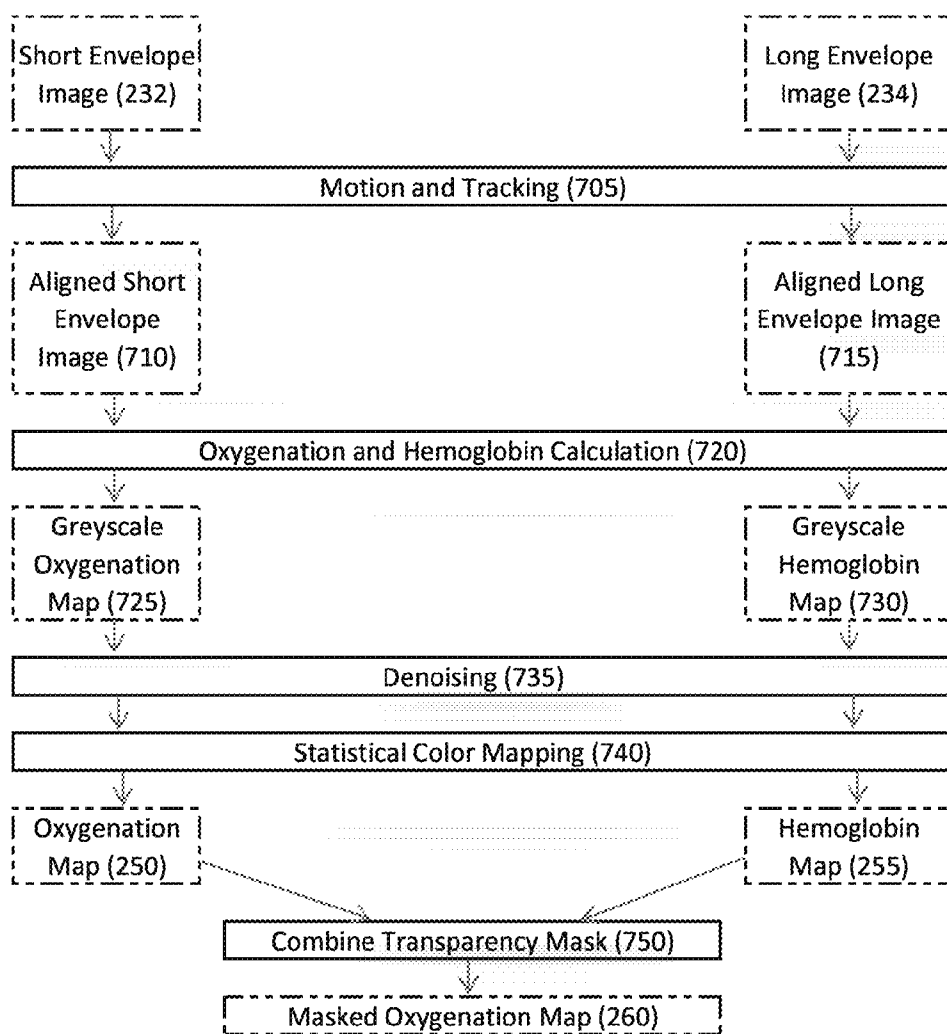 Short Envelope
Image (232)
Long Envelope
Image (234)
Motion and Tracking (705)
Aligned Short
Envelope
Image (710)
Aligned Long
Envelope Image
(715)
Oxygenation and Hemoglobin Calculation (720)
Greyscale
Oxygenation
Map (725)
Greyscale
Hemoglobin
Map (730)
Denoising (735)
Statistical Color Mapping (740)
Oxygenation
Map (250)
Hemoglobin
Map (255)
Combine Transparency Mask (750)
Masked Oxygenation Map (260)